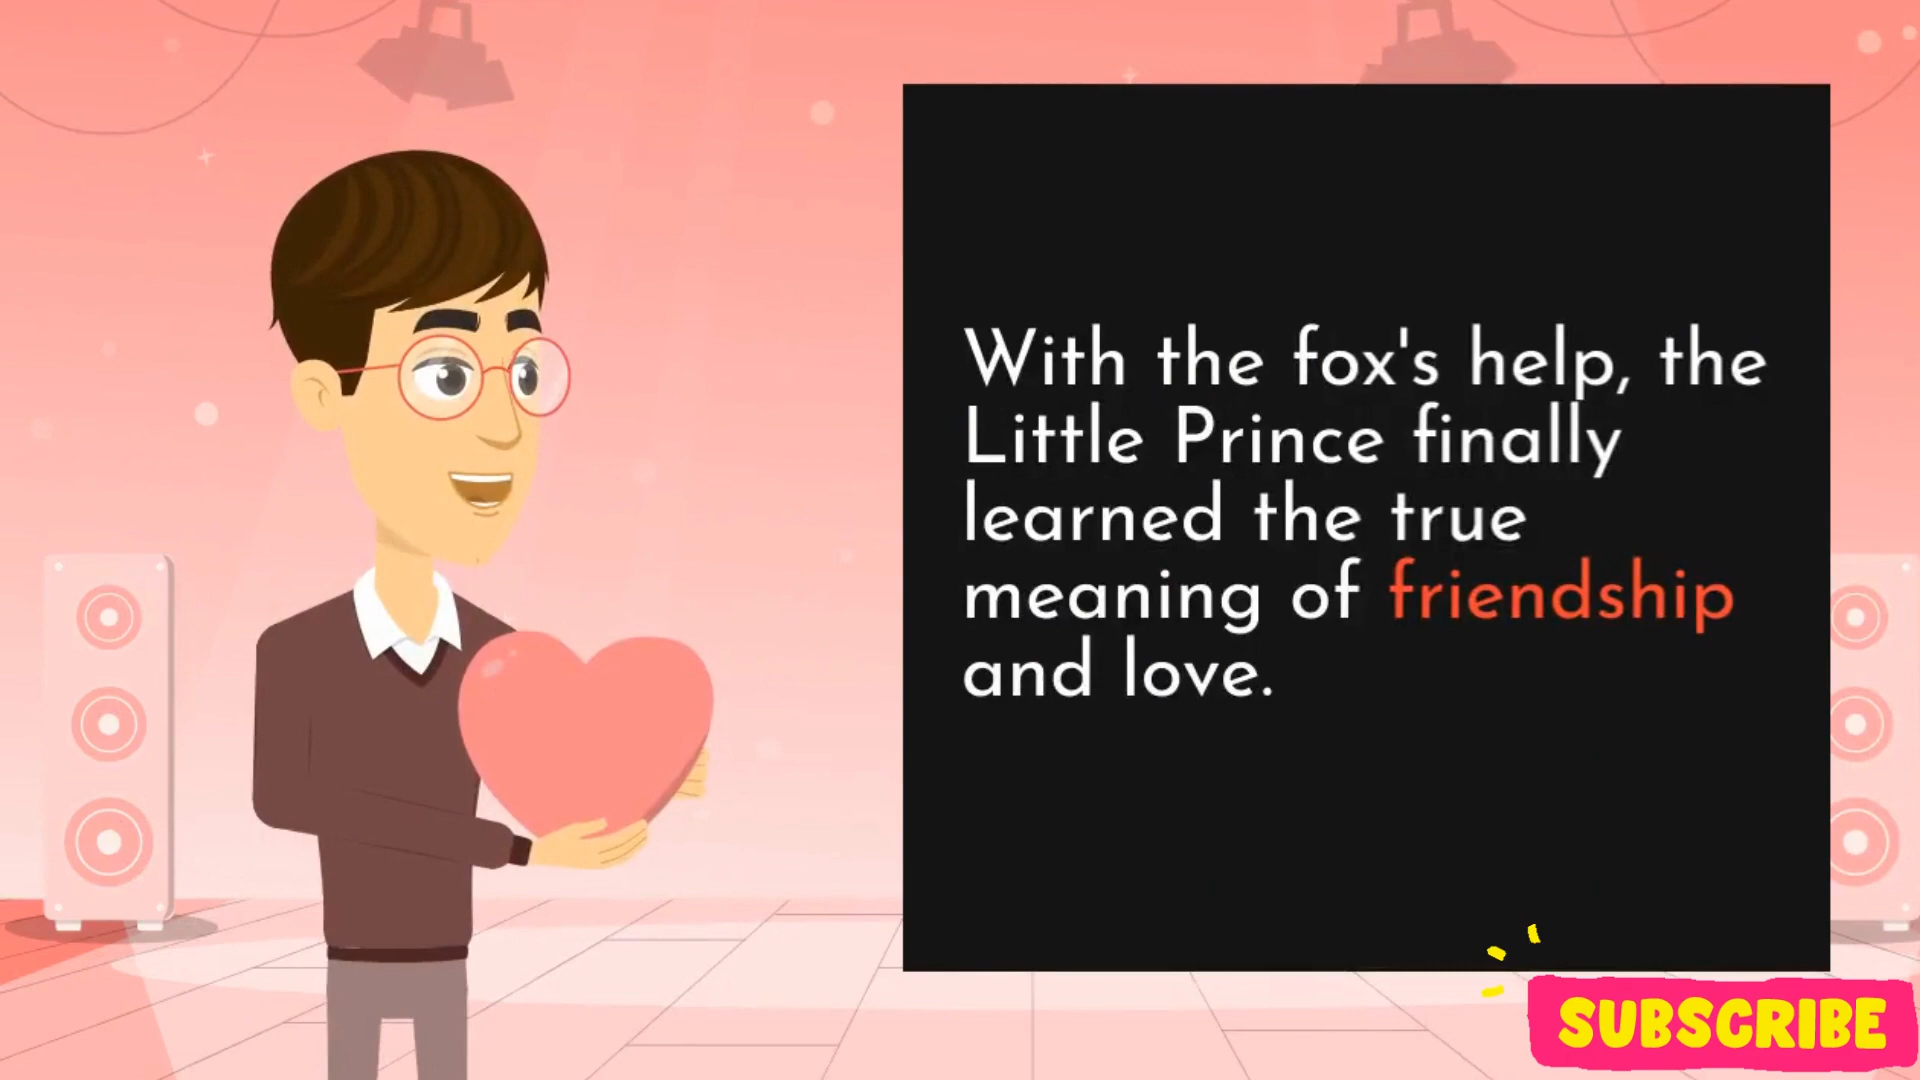 With the fox's help, the
Little Prince finally
learned the true
meaning of friendship
and love.
SUBSCRIBE